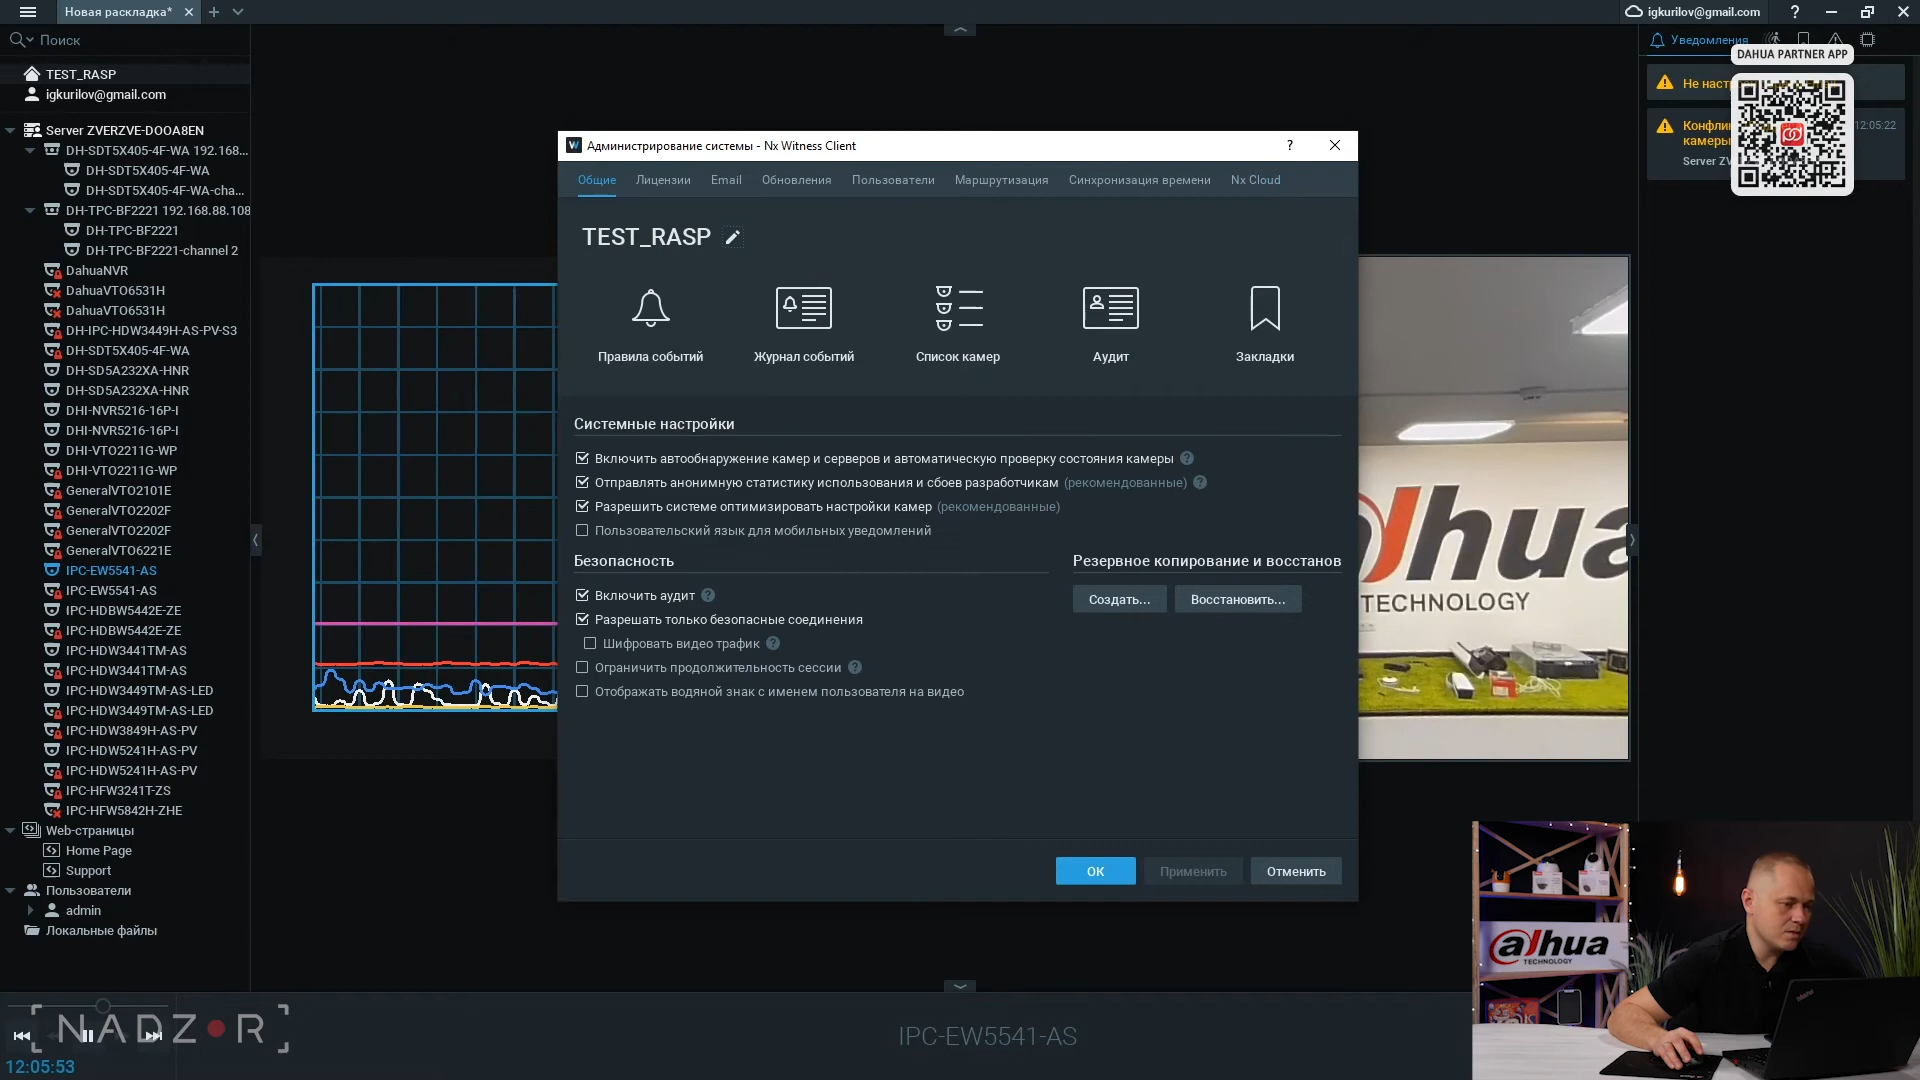 Новая раскладка*
igkurilov@gmail.com
?
Поиск
TEST_RASP
igkurilov@gmail.com
Server ZVERZVE-DOOA8EN
DH-SDT5X405-4F-WA 192.168...
DH-SDT5X405-4F-WA
DH-SDT5X405-4F-WA-cha...
DH-TPC-BF2221 192.168.88.108
DH-TPC-BF2221
DH-TPC-BF2221-channel 2
DahuaNVR
DahuaVTO6531H
DahuaVTO6531H
DH-IPC-HDW3449H-AS-PV-S3
DH-SDT5X405-4F-WA
DH-SD5A232XA-HNR
DH-SD5A232XA-HNR
DHI-NVR5216-16P-I
DHI-NVR5216-16P-I
DHI-VTO2211G-WP
DHI-VTO2211G-WP
GeneralVTO2101E
GeneralVTO2202F
GeneralVTO2202F
GeneralVTO6221E
IPC-EW5541-AS
IPC-EW5541-AS
IPC-HDBW5442E-ZE
IPC-HDBW5442E-ZE
IPC-HDW3441TM-AS
IPC-HDW3441TM-AS
IPC-HDW3449TM-AS-LED
IPC-HDW3449TM-AS-LED
IPC-HDW3849H-AS-PV
IPC-HDW5241H-AS-PV
IPC-HDW5241H-AS-PV
IPC-HFW3241T-ZS
IPC-HFW5842H-ZHE
Web-страницы
Home Page
Support
Пользователи
admin
Локальные файлы
Администрирование системы - Nx Witness Client
?
Общие Лицензии Email Обновления Пользователи Маршрутизация Синхронизация времени Nx Cloud
TEST_RASP
Правила событий Журнал событий Список камер Аудит Закладки
Системные настройки
Включить автообнаружение камер и серверов и автоматическую проверку состояния камеры ?
Отправлять анонимную статистику использования и сбоев разработчикам (рекомендованные) ?
Разрешить системе оптимизировать настройки камер (рекомендованные)
Пользовательский язык для мобильных уведомлений
Безопасность
Включить аудит ?
Разрешать только безопасные соединения
Шифровать видео трафик ?
Ограничить продолжительность сессии ?
Отображать водяной знак с именем пользователя на видео
Резервное копирование и восстанов
Создать... Восстановить...
OK Применить Отменить
Уведомления
DAHUA PARTNER APP
Не наст
Конфли
камеры
12:05:22
Server ZV
alhua
TECHNOLOGY
[NADZOR]
12:05:53
IPC-EW5541-AS
alhua
TECHNOLOGY